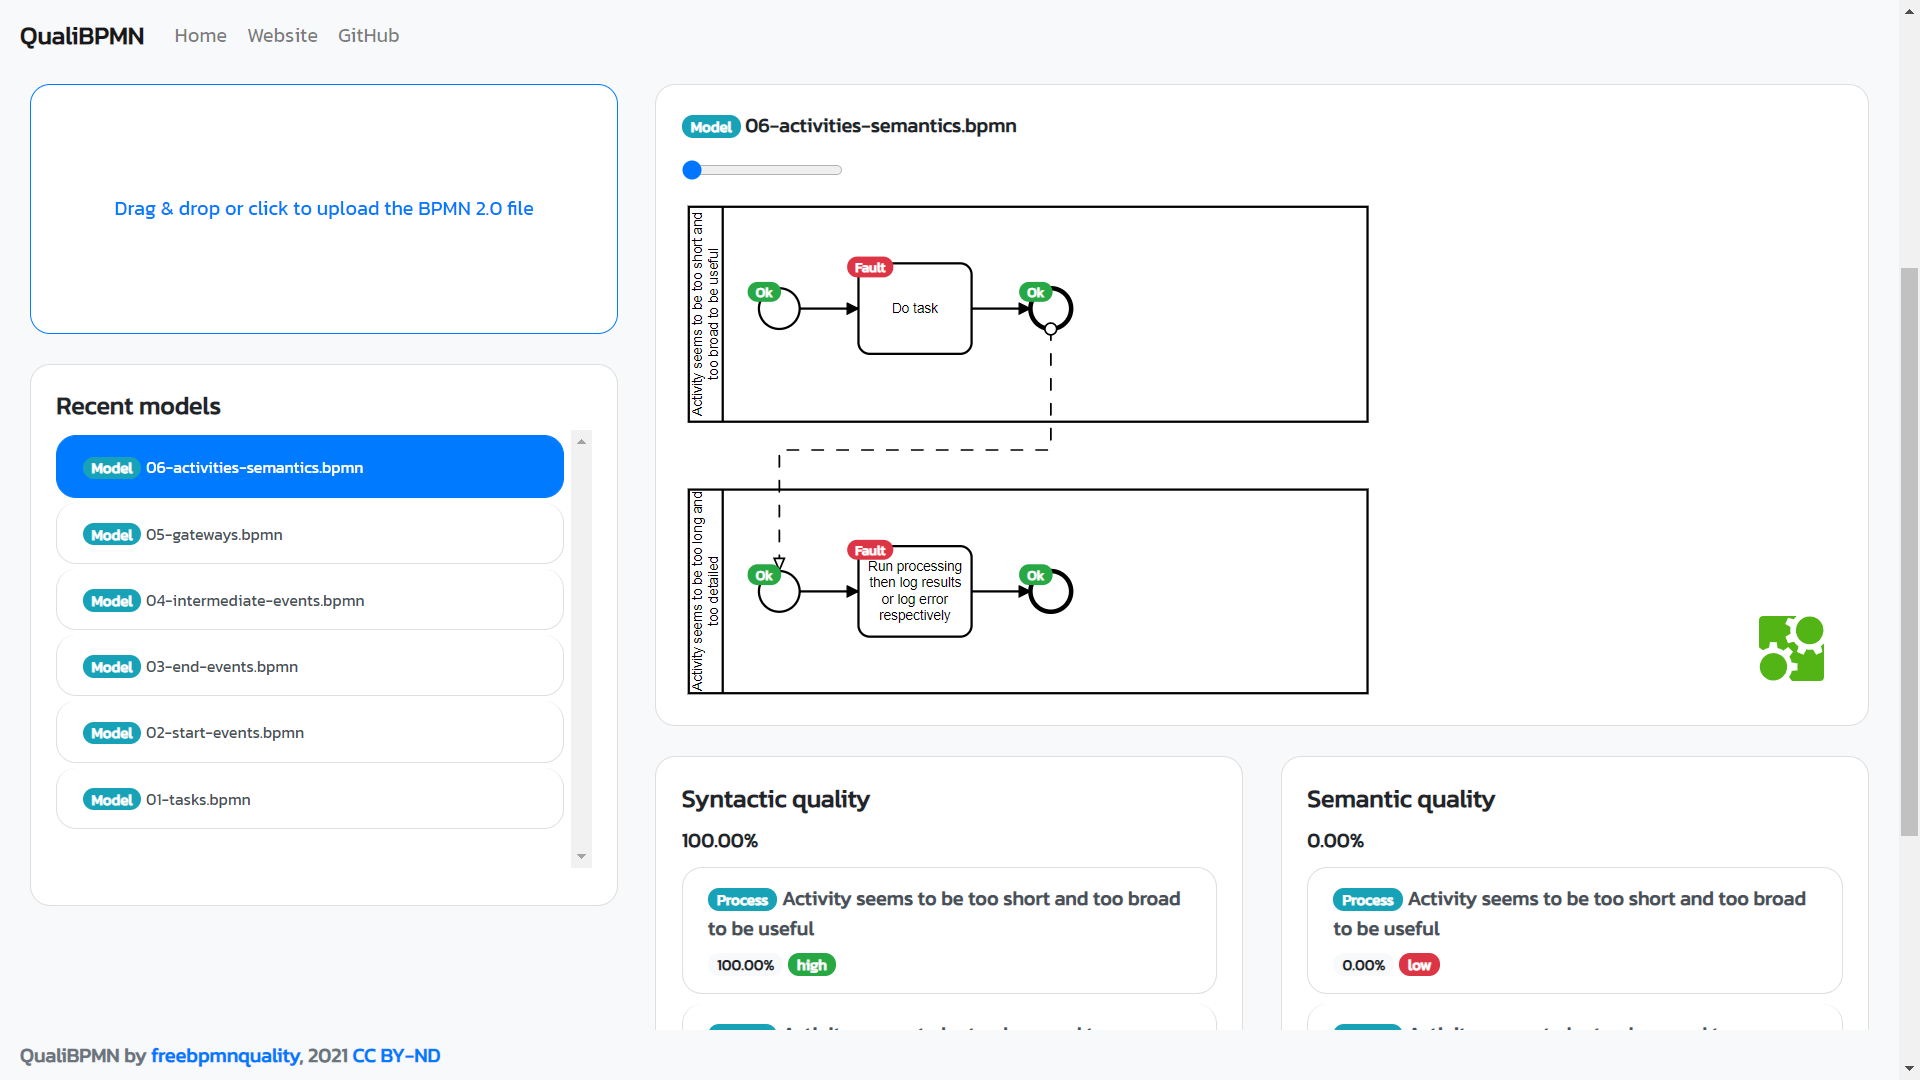 QualiBPMN Home Website GitHub
Drag & drop or click to upload the BPMN 2.0 file
Recent models
Model 06-activities-semantics.bpmn
Model 05-gateways.bpmn
Model 04-intermediate-events.bpmn
Model 03-end-events.bpmn
Model 02-start-events.bpmn
Model 01-tasks.bpmn
Model 06-activities-semantics.bpmn
Activity seems to be too short and
too broad to be useful
Ok
Fault
Do task
Ok
Activity seems to be too long and
too detailed
Ok
Fault
Run processing
then log results
or log error
respectively
Ok
Syntactic quality
100.00%
Process Activity seems to be too short and too broad
to be useful
100.00% high
Semantic quality
0.00%
Process Activity seems to be too short and too broad
to be useful
0.00% low
QualiBPMN by freebpmnquality, 2021 CC BY-ND